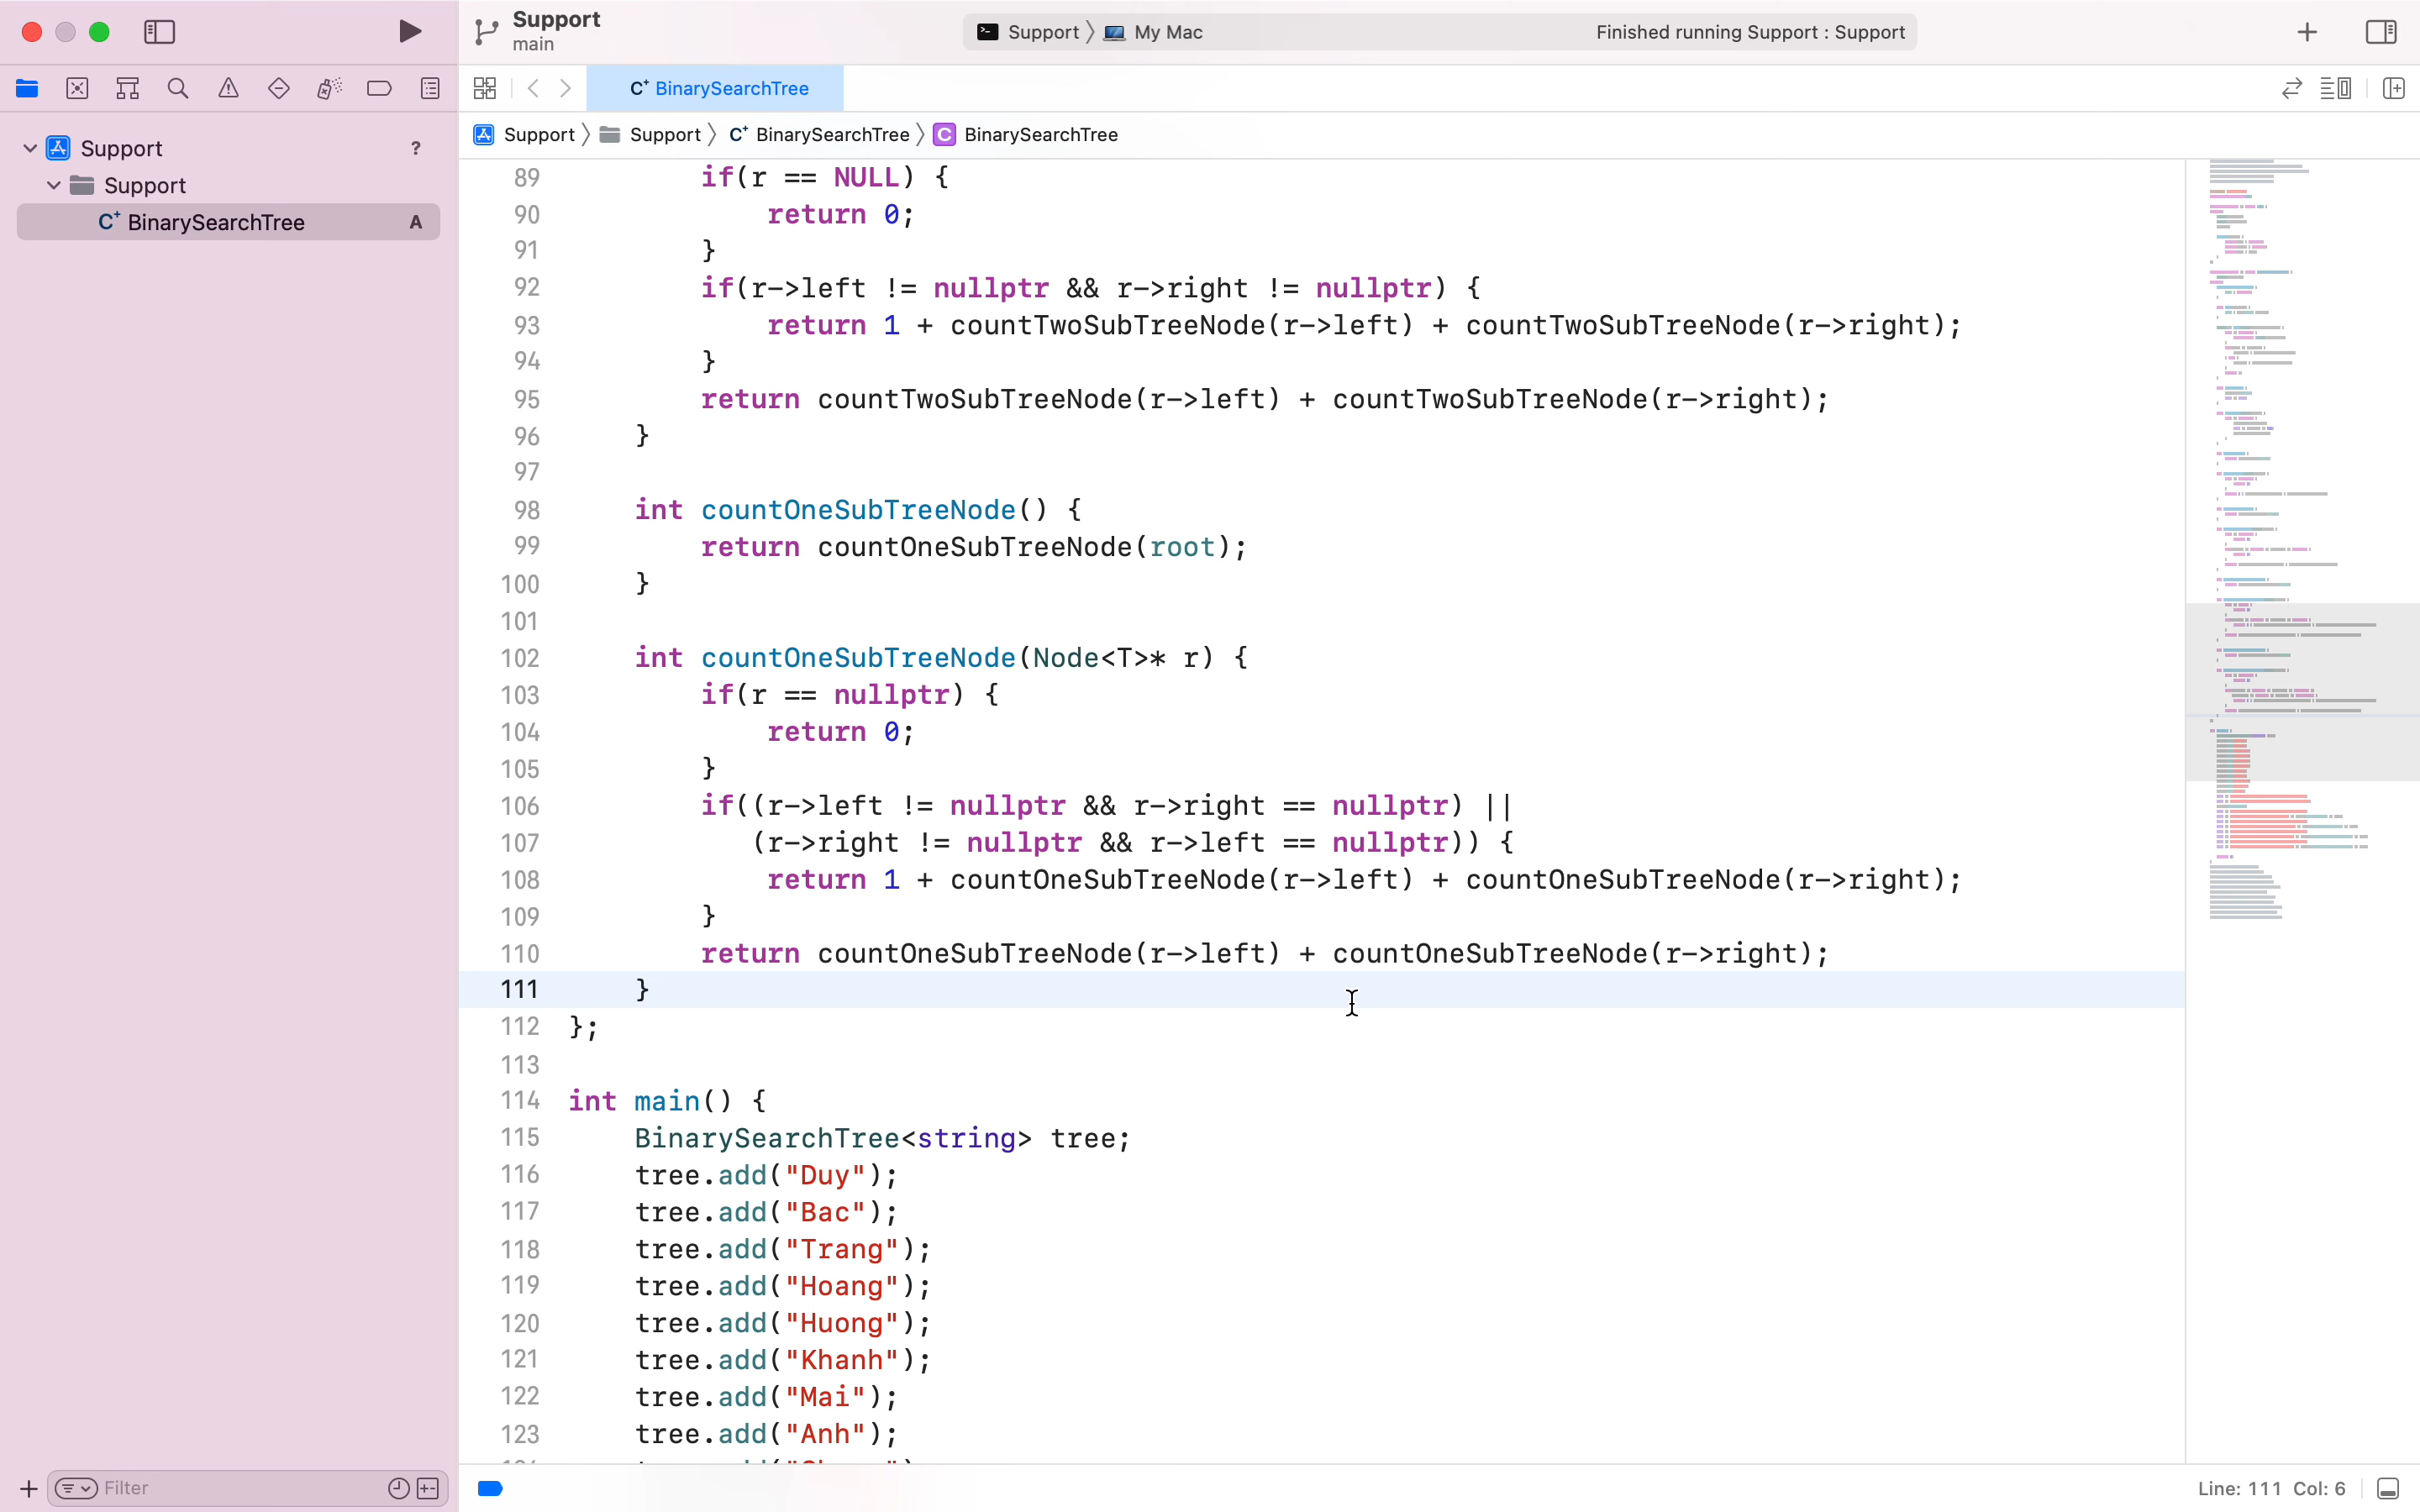 Support
main
Support
My Mac
Finished running Support : Support
C+ BinarySearchTree
Support
Support
C+ BinarySearchTree
C BinarySearchTree
Support ?
Support
C+ BinarySearchTree A
89 if(r == NULL) {
90 return 0;
91 }
92 if(r->left != nullptr && r->right != nullptr) {
93 return 1 + countTwoSubTreeNode(r->left) + countTwoSubTreeNode(r->right);
94 }
95 return countTwoSubTreeNode(r->left) + countTwoSubTreeNode(r->right);
96 }
97
98 int countOneSubTreeNode() {
99 return countOneSubTreeNode(root);
100 }
101
102 int countOneSubTreeNode(Node<T>* r) {
103 if(r == nullptr) {
104 return 0;
105 }
106 if((r->left != nullptr && r->right == nullptr) ||
107 (r->right != nullptr && r->left == nullptr)) {
108 return 1 + countOneSubTreeNode(r->left) + countOneSubTreeNode(r->right);
109 }
110 return countOneSubTreeNode(r->left) + countOneSubTreeNode(r->right);
111 }
112 };
113
114 int main() {
115 BinarySearchTree<string> tree;
116 tree.add("Duy");
117 tree.add("Bac");
118 tree.add("Trang");
119 tree.add("Hoang");
120 tree.add("Huong");
121 tree.add("Khanh");
122 tree.add("Mai");
123 tree.add("Anh");
Filter
Line: 111 Col: 6